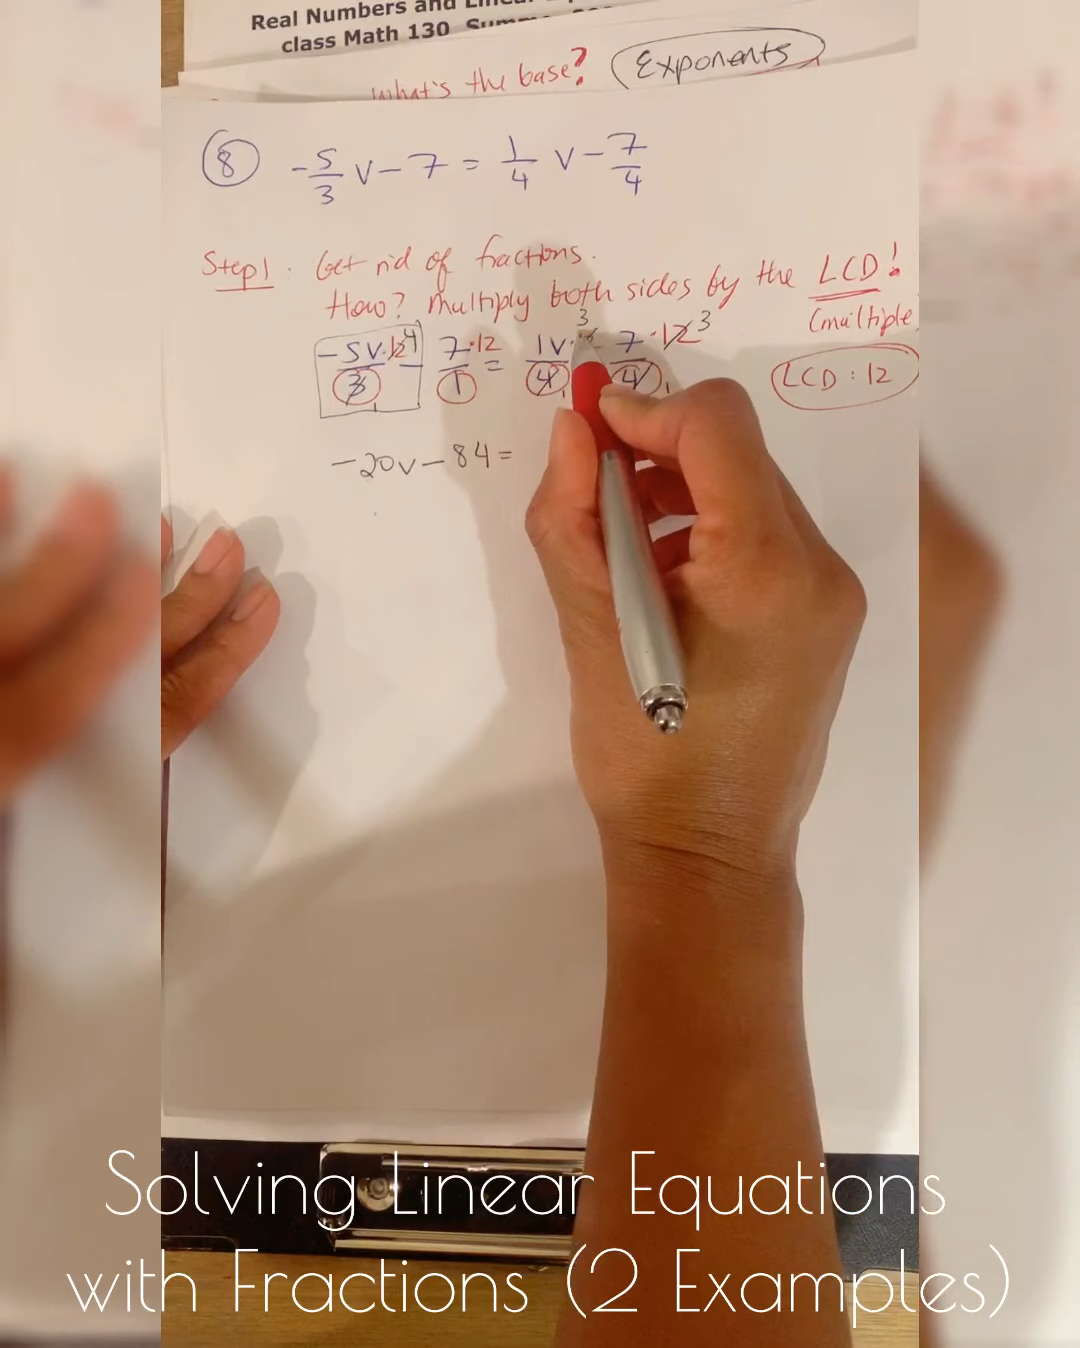 Real Numbers and
class Math 130
What's the base? Exponents
8 -5/3 v - 7 = 1/4 v - 7/4
Step 1: Get rid of fractions.
How? Multiply both sides by the LCD!
(multiple
-5v·12 4/3 1 - 7·12/1 = 1v· 3/4 1 - 7·12 3/4 1
LCD: 12
-20v - 84 =
Solving Linear Equations
with Fractions (2 Examples)